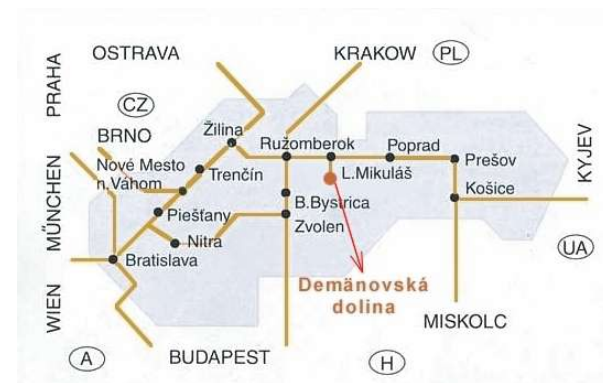 OSTRAVA
KRAKOW
PL
PRAHA
CZ
BRNO
Žilina
Ružomberok
Poprad
Prešov
KYJEV
Nové Mesto
n,Váhom
Trenčín
L.Mikuláš
Košice
MÜNCHEN
Piešťany
B.Bystrica
Nitra
Zvolen
UA
Bratislava
Demänovská
dolina
WIEN
MISKOLC
A
BUDAPEST
H